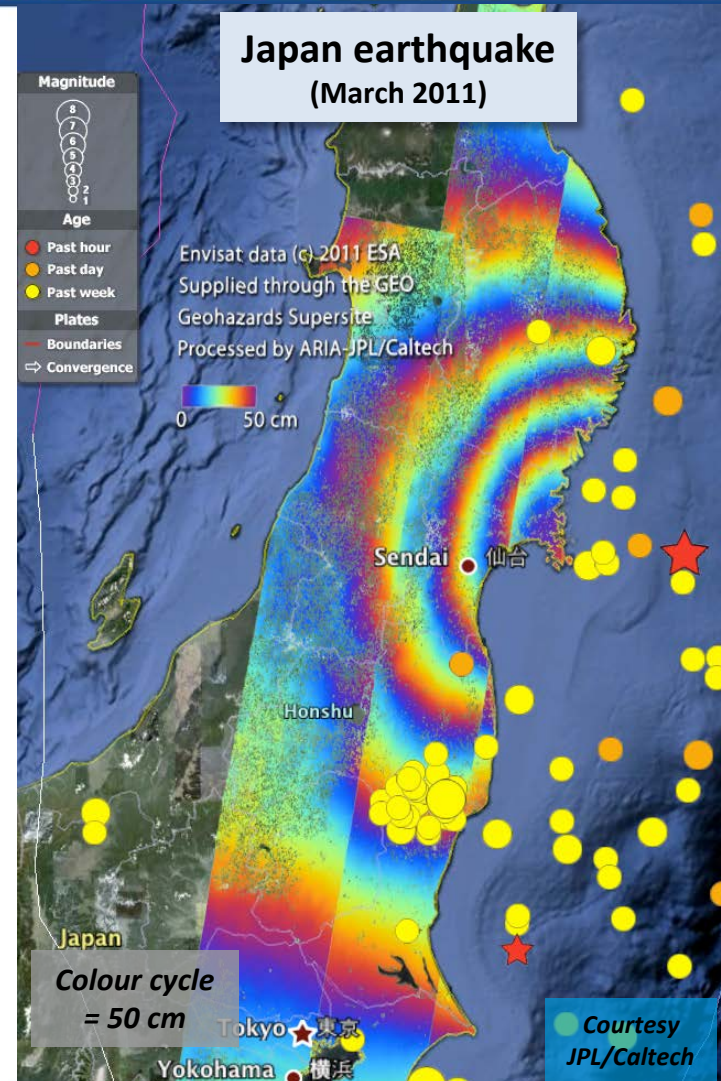 Japan earthquake
(March 2011)
Magnitude
8
7
6
5
4
3
2
1
Age
Past hour
Past day
Past week
Plates
Boundaries
Convergence
Envisat data (c) 2011 ESA
Supplied through the GEO
Geohazards Supersite
Processed by ARIA-JPL/Caltech
0 50 cm
Sendai 仙台
Honshu
Japan
Colour cycle
= 50 cm
Tokyo 東京
Yokohama 横浜
Courtesy
JPL/Caltech